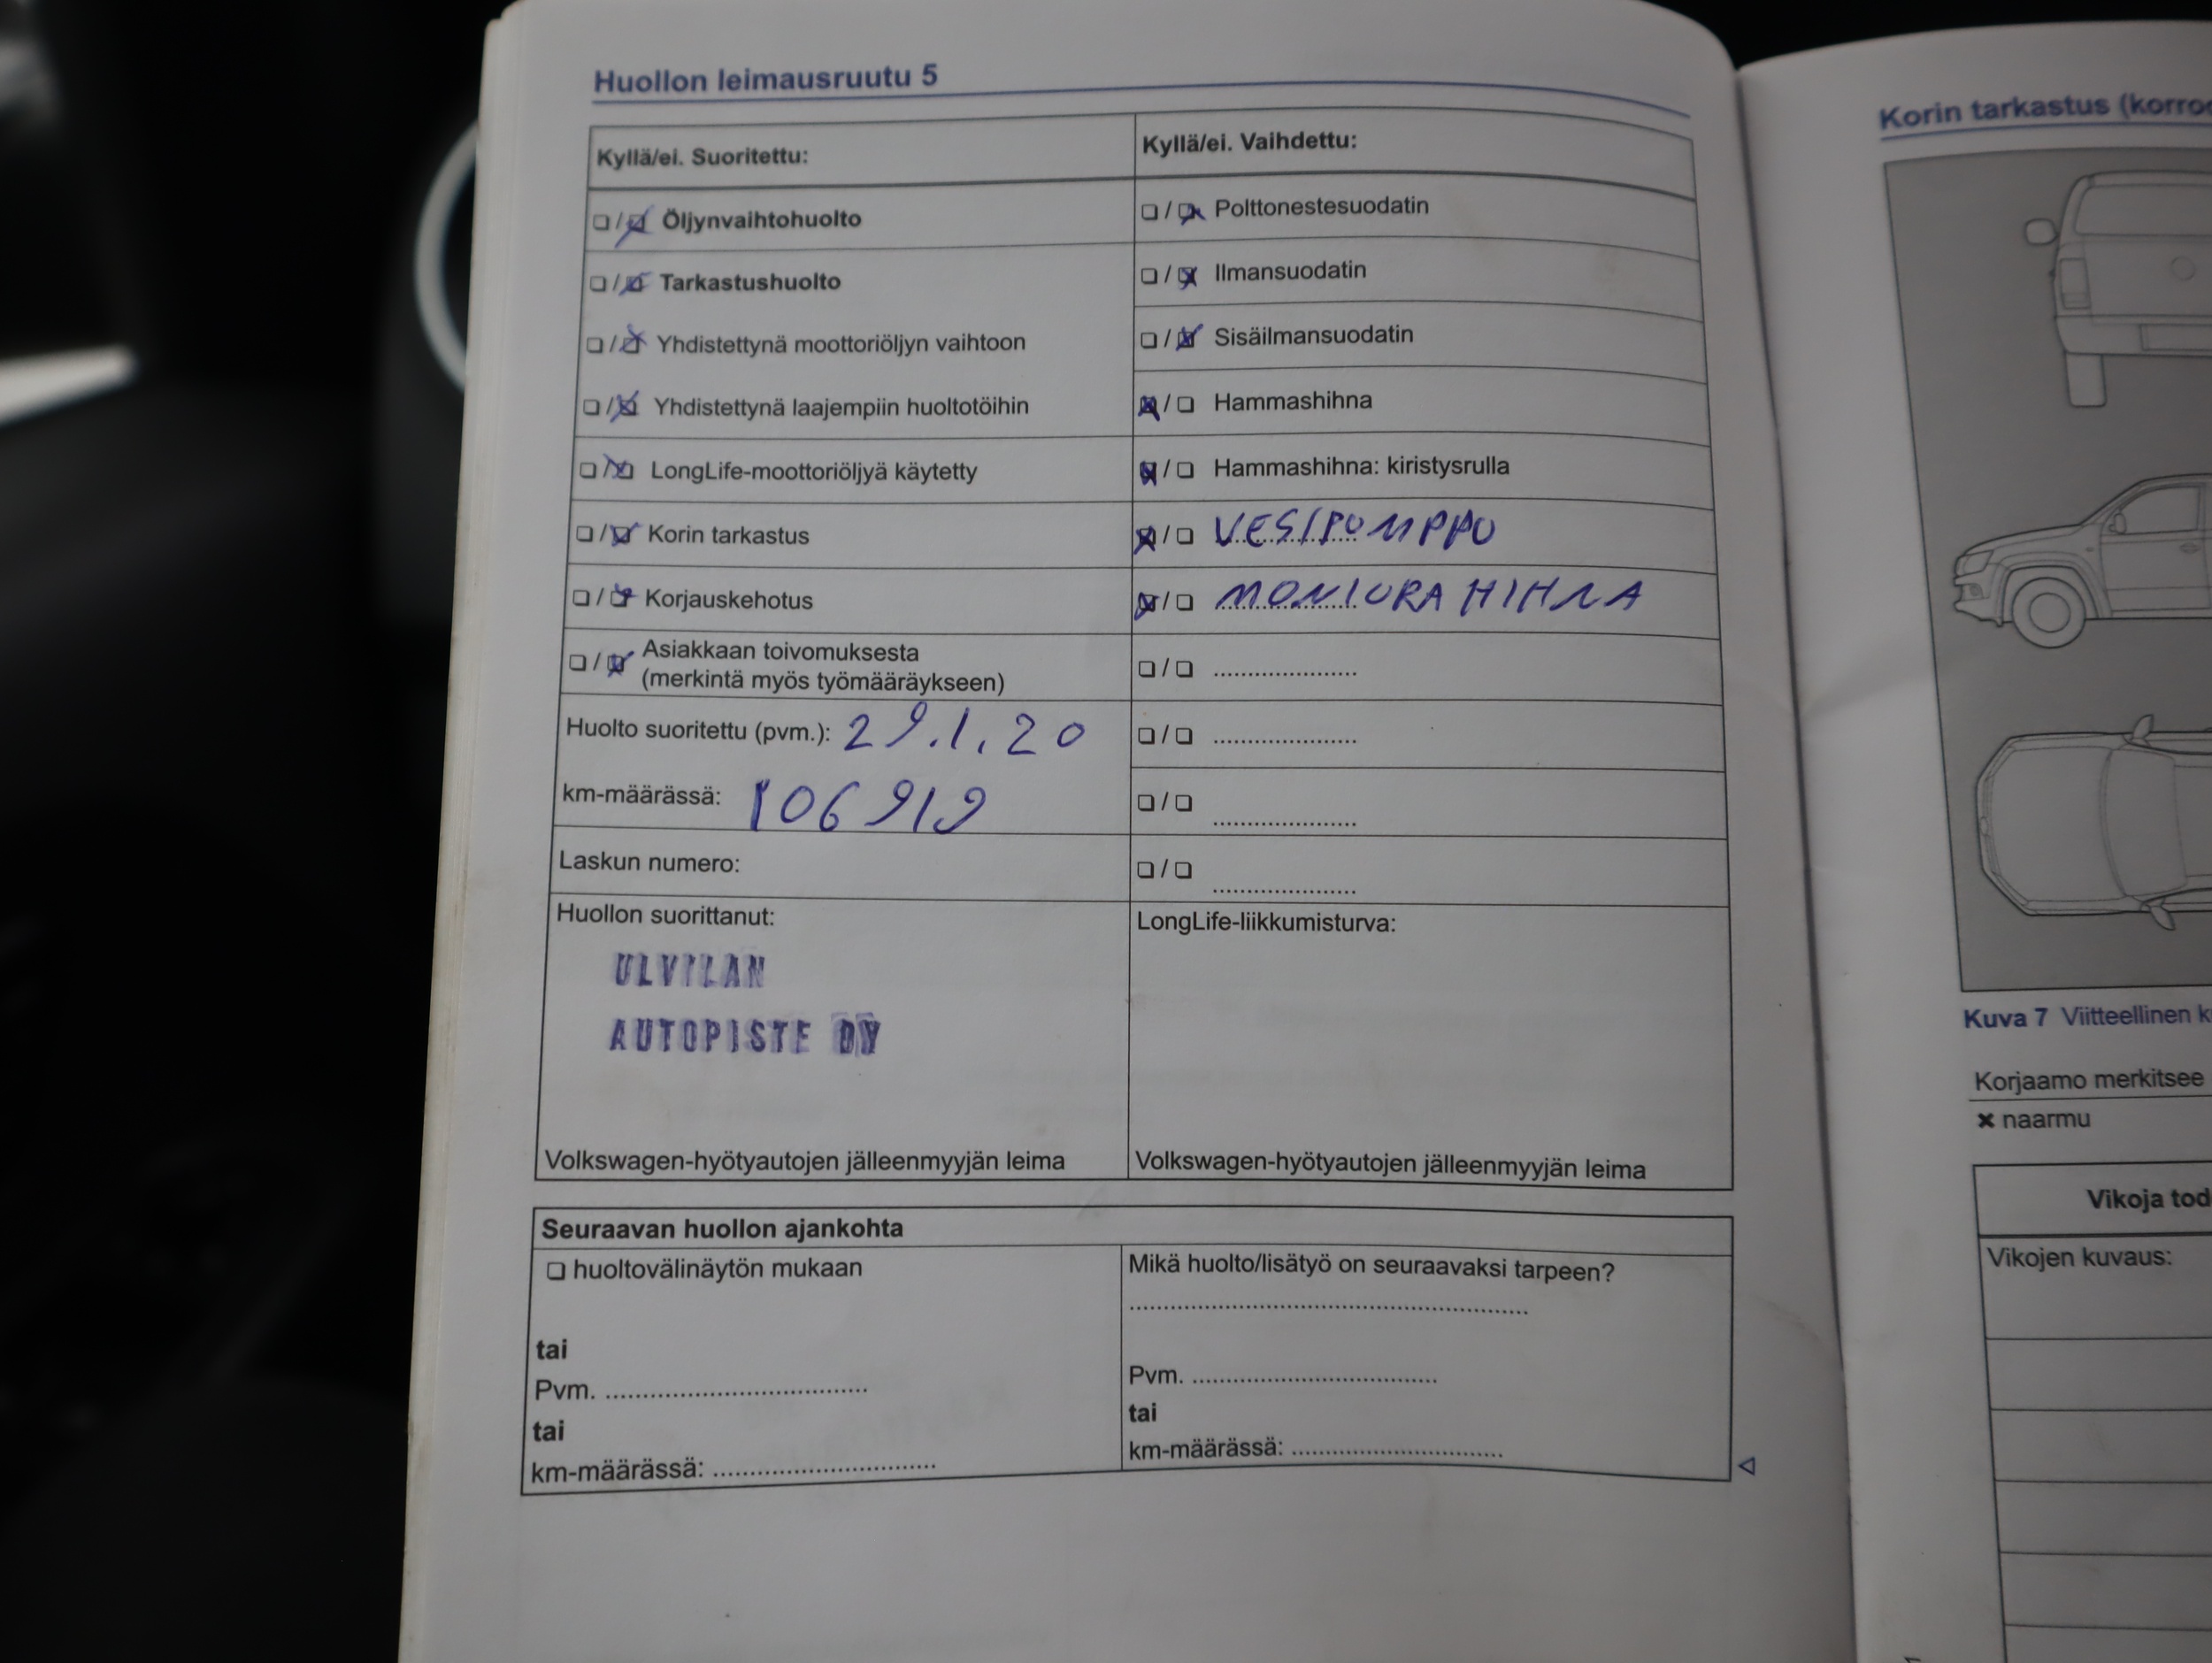 Huollon leimausruutu 5
Kyllä/ei. Suoritettu:
Öljynvaihtohuolto
Tarkastushuolto
Yhdistettynä moottoriöljyn vaihtoon
Yhdistettynä laajempiin huoltotöihin
LongLife-moottoriöljyä käytetty
Korin tarkastus
Korjauskehotus
Asiakkaan toivomuksesta
(merkintä myös työmääräykseen)
Huolto suoritettu (pvm.): 29.1.20
km-määrässä: 106919
Laskun numero:
Huollon suorittanut:
ULVILAN
AUTOPISTE OY
Volkswagen-hyötyautojen jälleenmyyjän leima
Kyllä/ei. Vaihdettu:
Polttonestesuodatin
Ilmansuodatin
Sisäilmansuodatin
Hammashihna
Hammashihna: kiristysrulla
VESIPUMPPU
MONIURA HIHNA
LongLife-liikkumisturva:
Volkswagen-hyötyautojen jälleenmyyjän leima
Seuraavan huollon ajankohta
huoltovälinäytön mukaan
tai
Pvm.
tai
km-määrässä:
Mikä huolto/lisätyö on seuraavaksi tarpeen?
Pvm.
tai
km-määrässä:
Korin tarkastus
Kuva 7 Viitteellinen
Korjaamo merkitsee
naarmu
Vikoja
Vikojen kuvaus: